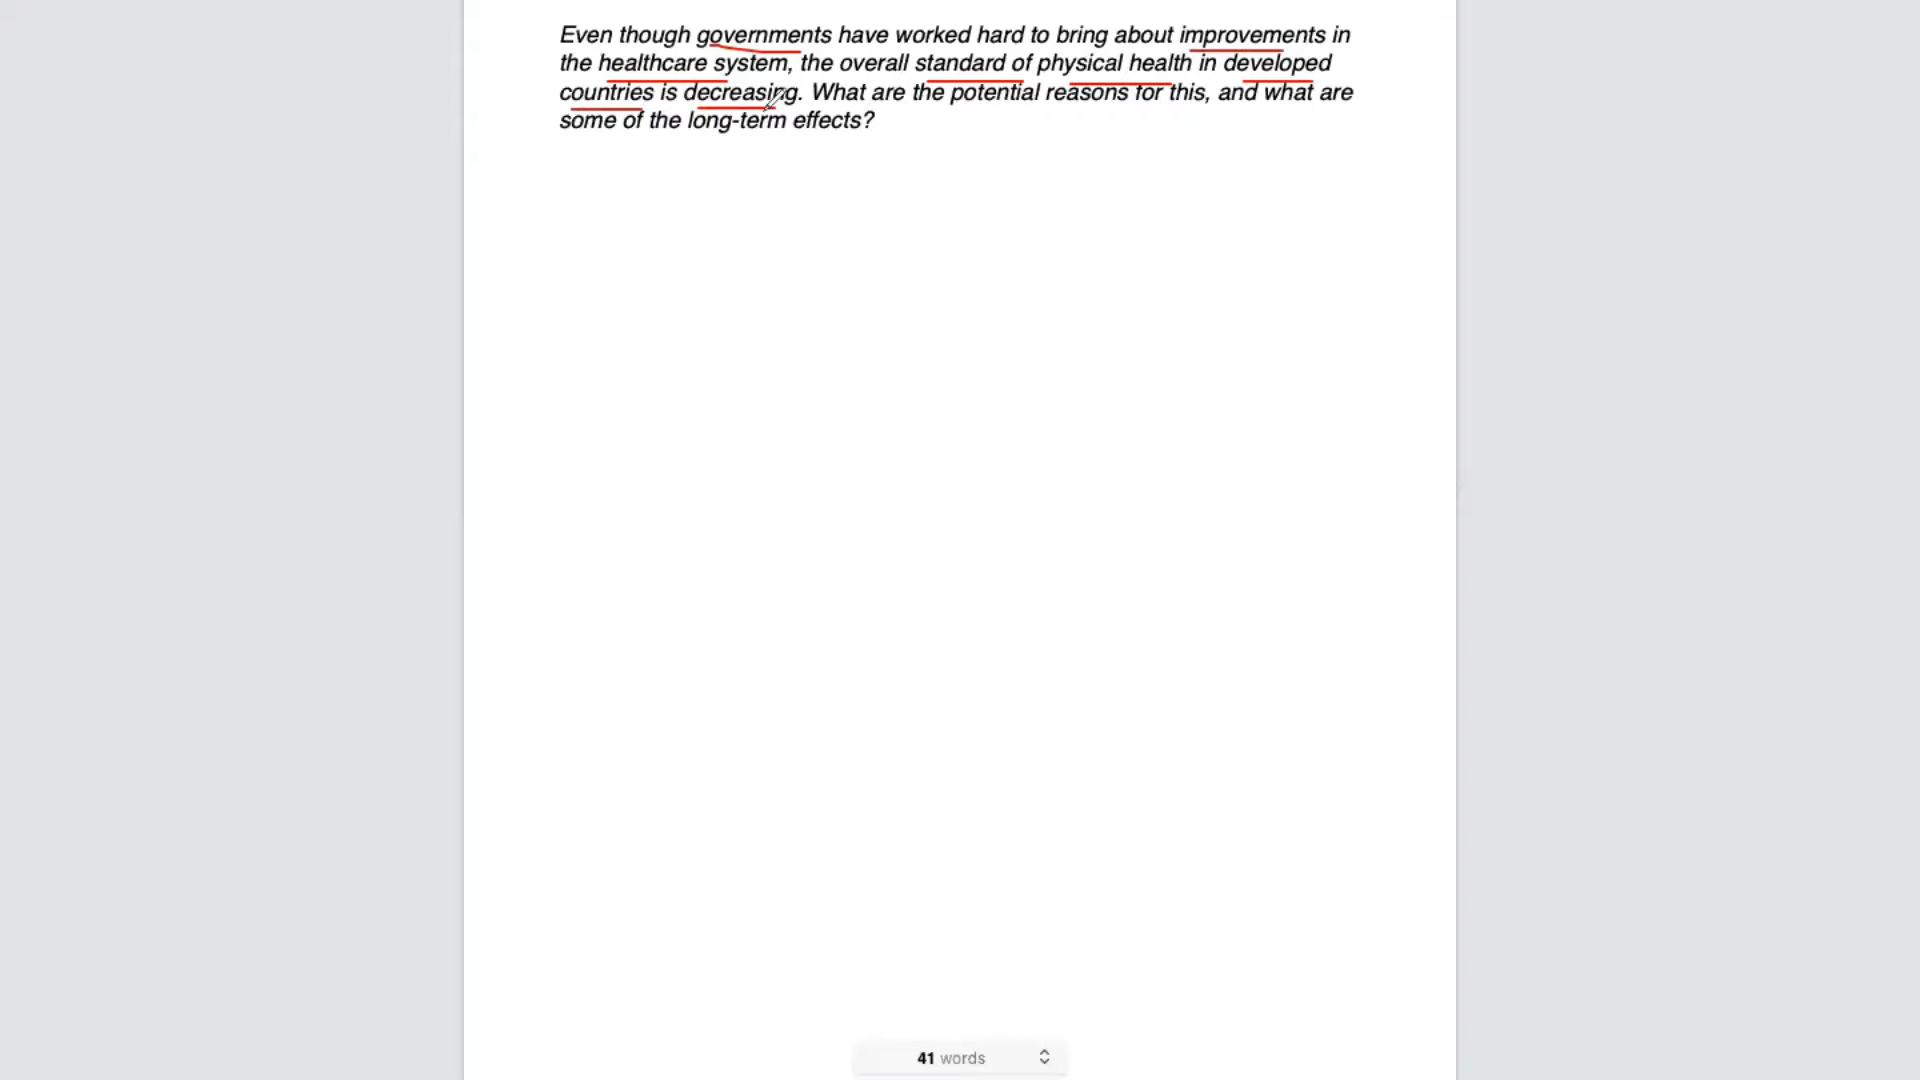 Even though governments have worked hard to bring about improvements in
the healthcare system, the overall standard of physical health in developed
countries is decreasing. What are the potential reasons for this, and what are
some of the long-term effects?
41 words